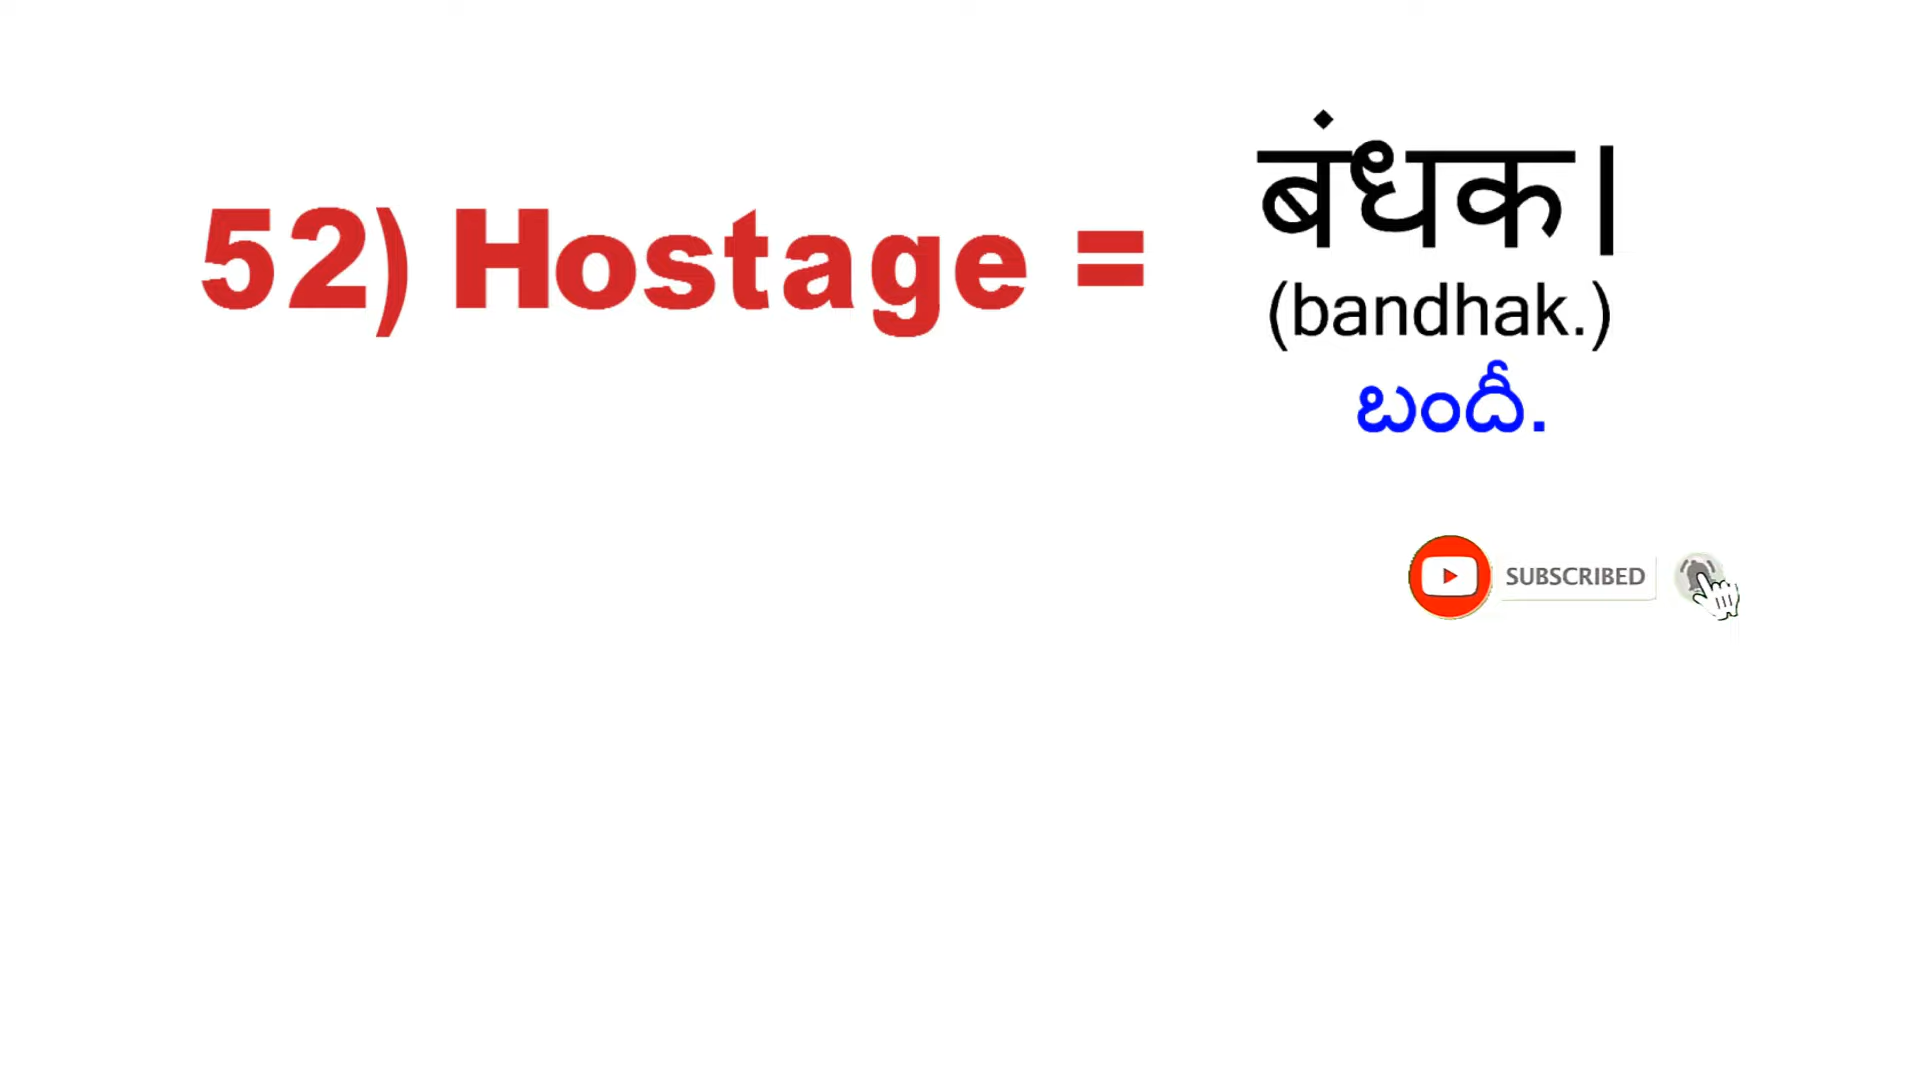 52) Hostage =
बंधक।
(bandhak.)
బందీ.
SUBSCRIBED